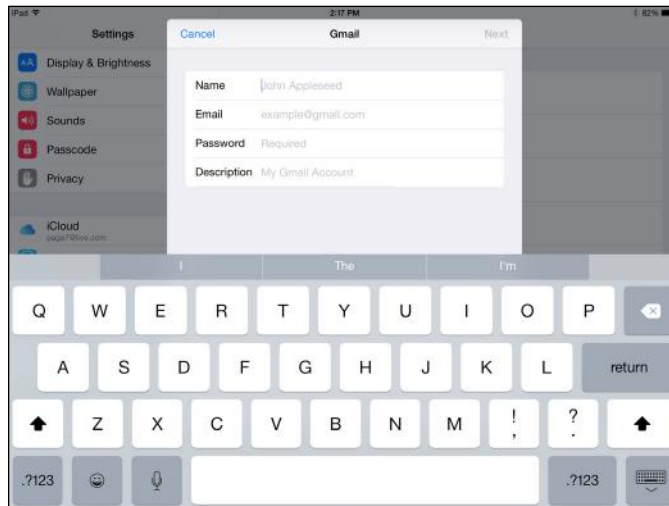 iPad 2:17 PM 82%
Settings
Cancel Gmail Next
Display & Brightness
Wallpaper
Sounds
Passcode
Privacy
iCloud
Name John Appleseed
Email example@gmail.com
Password Required
Description My Gmail Account
I The I'm
Q W E R T Y U I O P
A S D F G H J K L return
Z X C V B N M ! , ? .
.?123 .?123